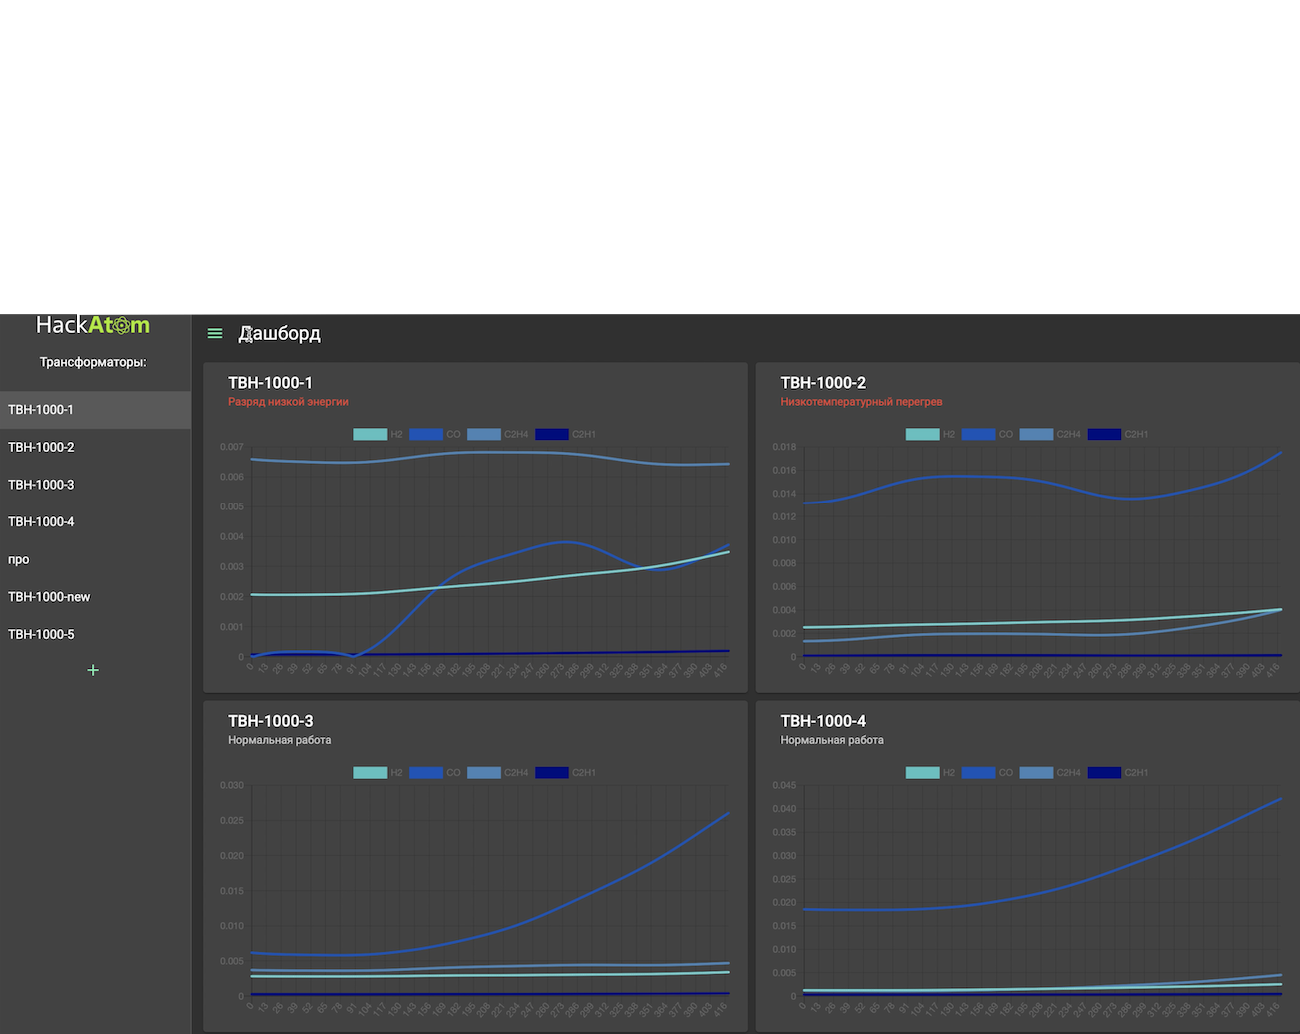 HackAtom
Трансформаторы:
ТВН-1000-1
ТВН-1000-2
ТВН-1000-3
ТВН-1000-4
про
ТВН-1000-new
ТВН-1000-5
+
Дашборд
ТВН-1000-1
Разряд низкой энергии
H2 CO C2H4 C2H1
0.007
0.006
0.005
0.004
0.003
0.002
0.001
0
0 13 26 39 52 65 78 91 104 117 130 143 156 169 182 195 208 221 234 247 260 273 286 299 312 325 338 351 364 377 390 403 416
ТВН-1000-2
Низкотемпературный перегрев
H2 CO C2H4 C2H1
0.018
0.016
0.014
0.012
0.010
0.008
0.006
0.004
0.002
0
0 13 26 39 52 65 78 91 104 117 130 143 156 169 182 195 208 221 234 247 260 273 286 299 312 325 338 351 364 377 390 403 416
ТВН-1000-3
Нормальная работа
H2 CO C2H4 C2H1
0.030
0.025
0.020
0.015
0.010
0.005
0
0 13 26 39 52 65 78 91 104 117 130 143 156 169 182 195 208 221 234 247 260 273 286 299 312 325 338 351 364 377 390 403 416
ТВН-1000-4
Нормальная работа
H2 CO C2H4 C2H1
0.045
0.040
0.035
0.030
0.025
0.020
0.015
0.010
0.005
0
0 13 26 39 52 65 78 91 104 117 130 143 156 169 182 195 208 221 234 247 260 273 286 299 312 325 338 351 364 377 390 403 416